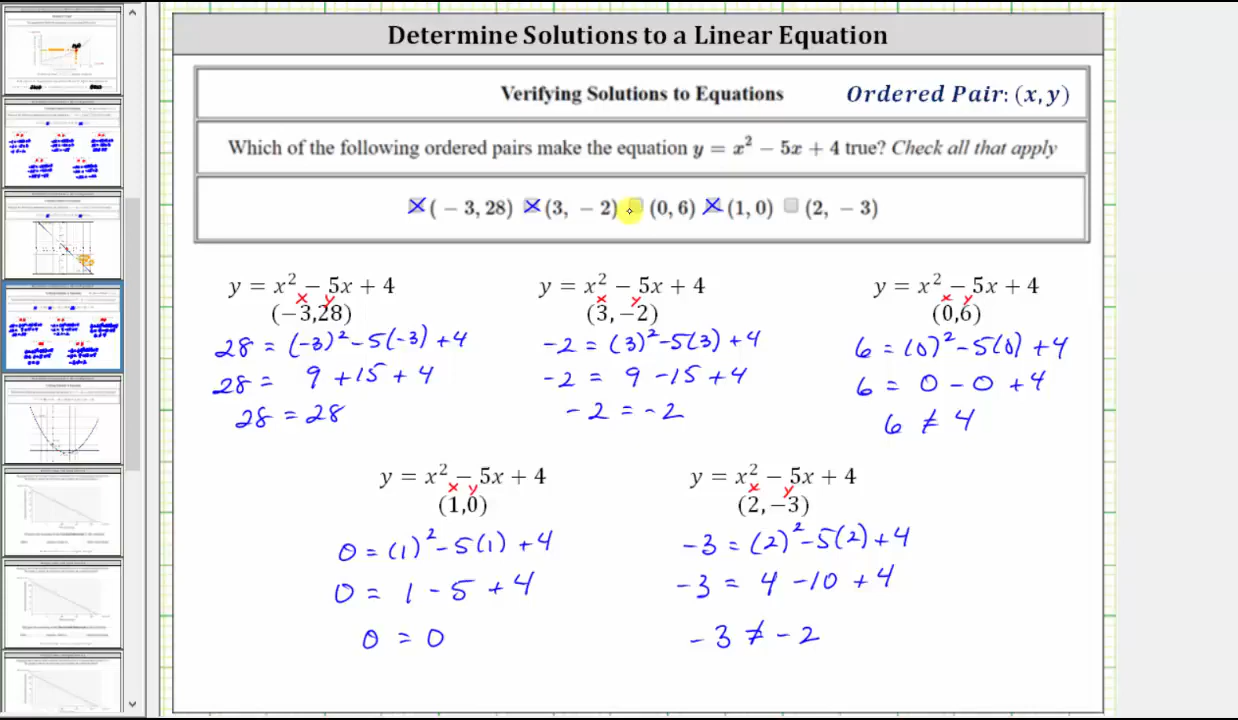 Determine Solutions to a Linear Equation
Verifying Solutions to Equations Ordered Pair: (x, y)
Which of the following ordered pairs make the equation y = x² − 5x + 4 true? Check all that apply
(− 3, 28) (3, − 2) (0, 6) (1, 0) (2, − 3)
y = x² − 5x + 4 y = x² − 5x + 4 y = x² − 5x + 4
x y x y x y
(−3,28) (3, −2) (0,6)
28 = (-3)² -5(-3) +4 -2 = (3)² -5(3) +4 6 = (0)² -5(0) +4
28 = 9 +15 + 4 -2 = 9 -15 +4 6 = 0 - 0 +4
28 = 28 -2 = -2 6 ≠ 4
y = x² − 5x + 4 y = x² − 5x + 4
x y x y
(1,0) (2, −3)
0 = (1)² -5(1) +4 -3 = (2)² -5(2) +4
0 = 1 - 5 +4 -3 = 4 -10 +4
0 = 0 -3 ≠ -2